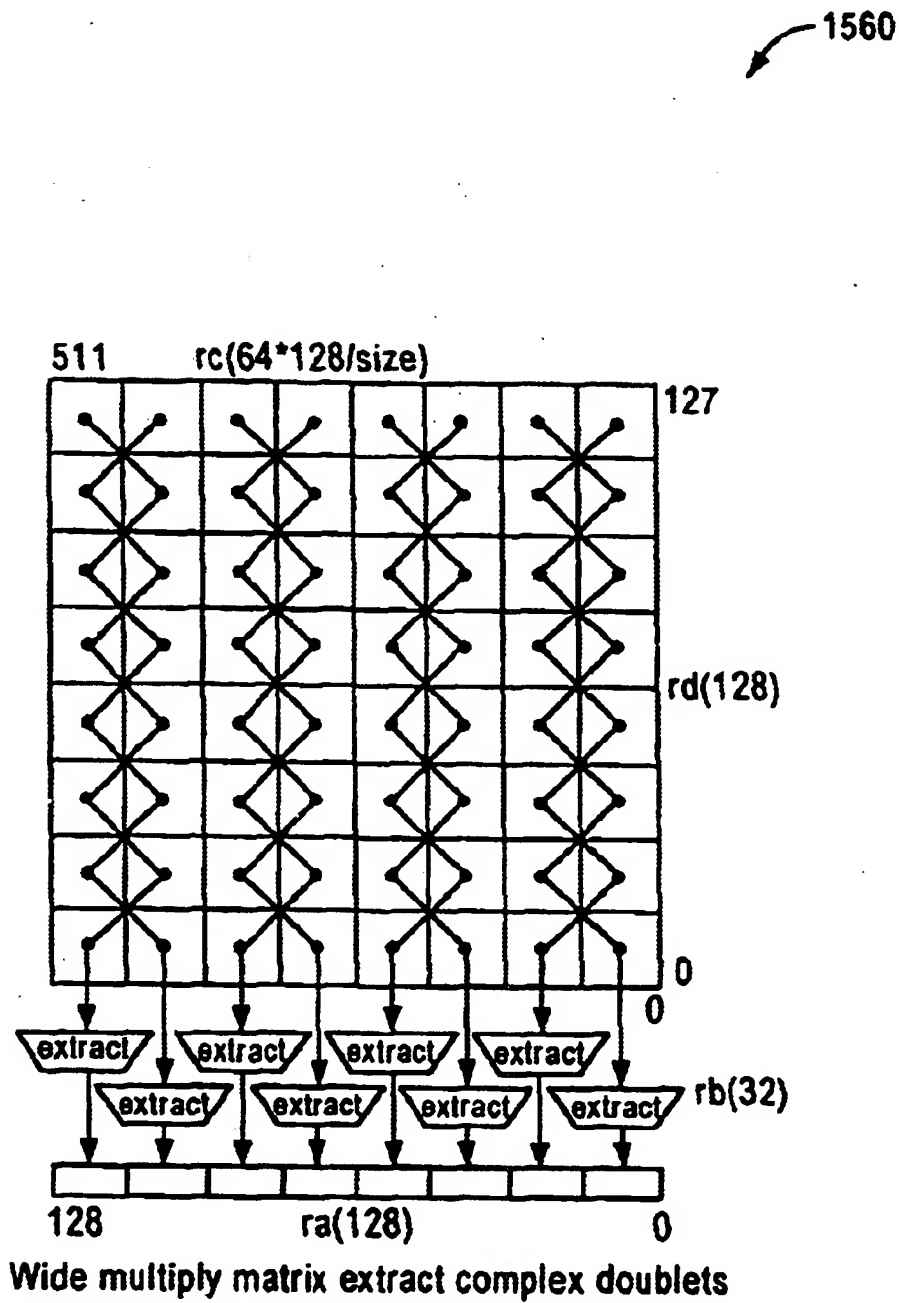 1560
511 rc(64*128/size)
127
rd(128)
0
0
extract extract extract extract
extract extract extract extract rb(32)
128 ra(128) 0
Wide multiply matrix extract complex doublets